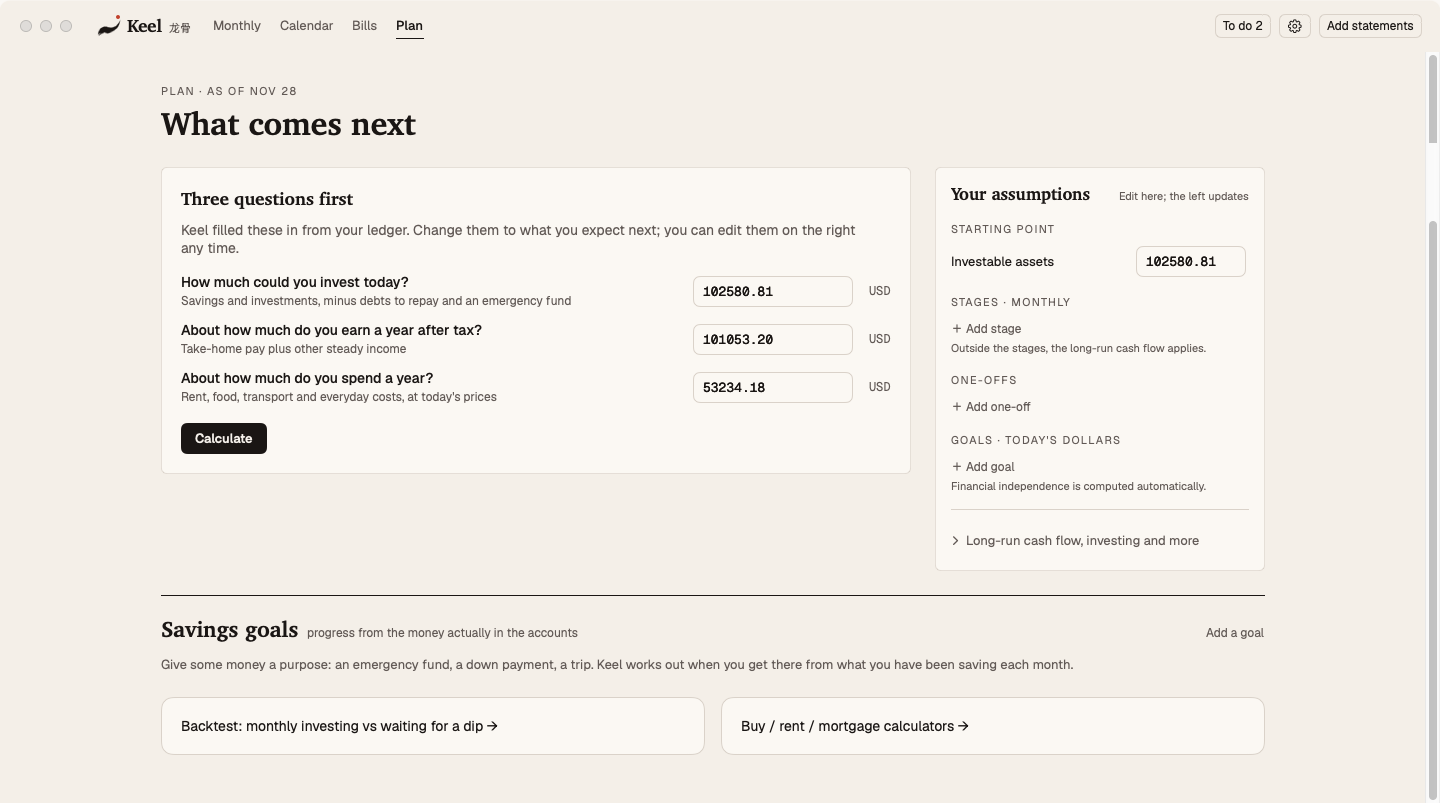 Keel 龙骨 Monthly Calendar Bills Plan To do 2 Add statements
PLAN · AS OF NOV 28
What comes next
Three questions first
Keel filled these in from your ledger. Change them to what you expect next; you can edit them on the right
any time.
How much could you invest today?
Savings and investments, minus debts to repay and an emergency fund
102580.81 USD
About how much do you earn a year after tax?
Take-home pay plus other steady income
101053.20 USD
About how much do you spend a year?
Rent, food, transport and everyday costs, at today's prices
53234.18 USD
Calculate
Your assumptions Edit here; the left updates
STARTING POINT
Investable assets 102580.81
STAGES · MONTHLY
+ Add stage
Outside the stages, the long-run cash flow applies.
ONE-OFFS
+ Add one-off
GOALS · TODAY'S DOLLARS
+ Add goal
Financial independence is computed automatically.
Long-run cash flow, investing and more
Savings goals progress from the money actually in the accounts Add a goal
Give some money a purpose: an emergency fund, a down payment, a trip. Keel works out when you get there from what you have been saving each month.
Backtest: monthly investing vs waiting for a dip →
Buy / rent / mortgage calculators →